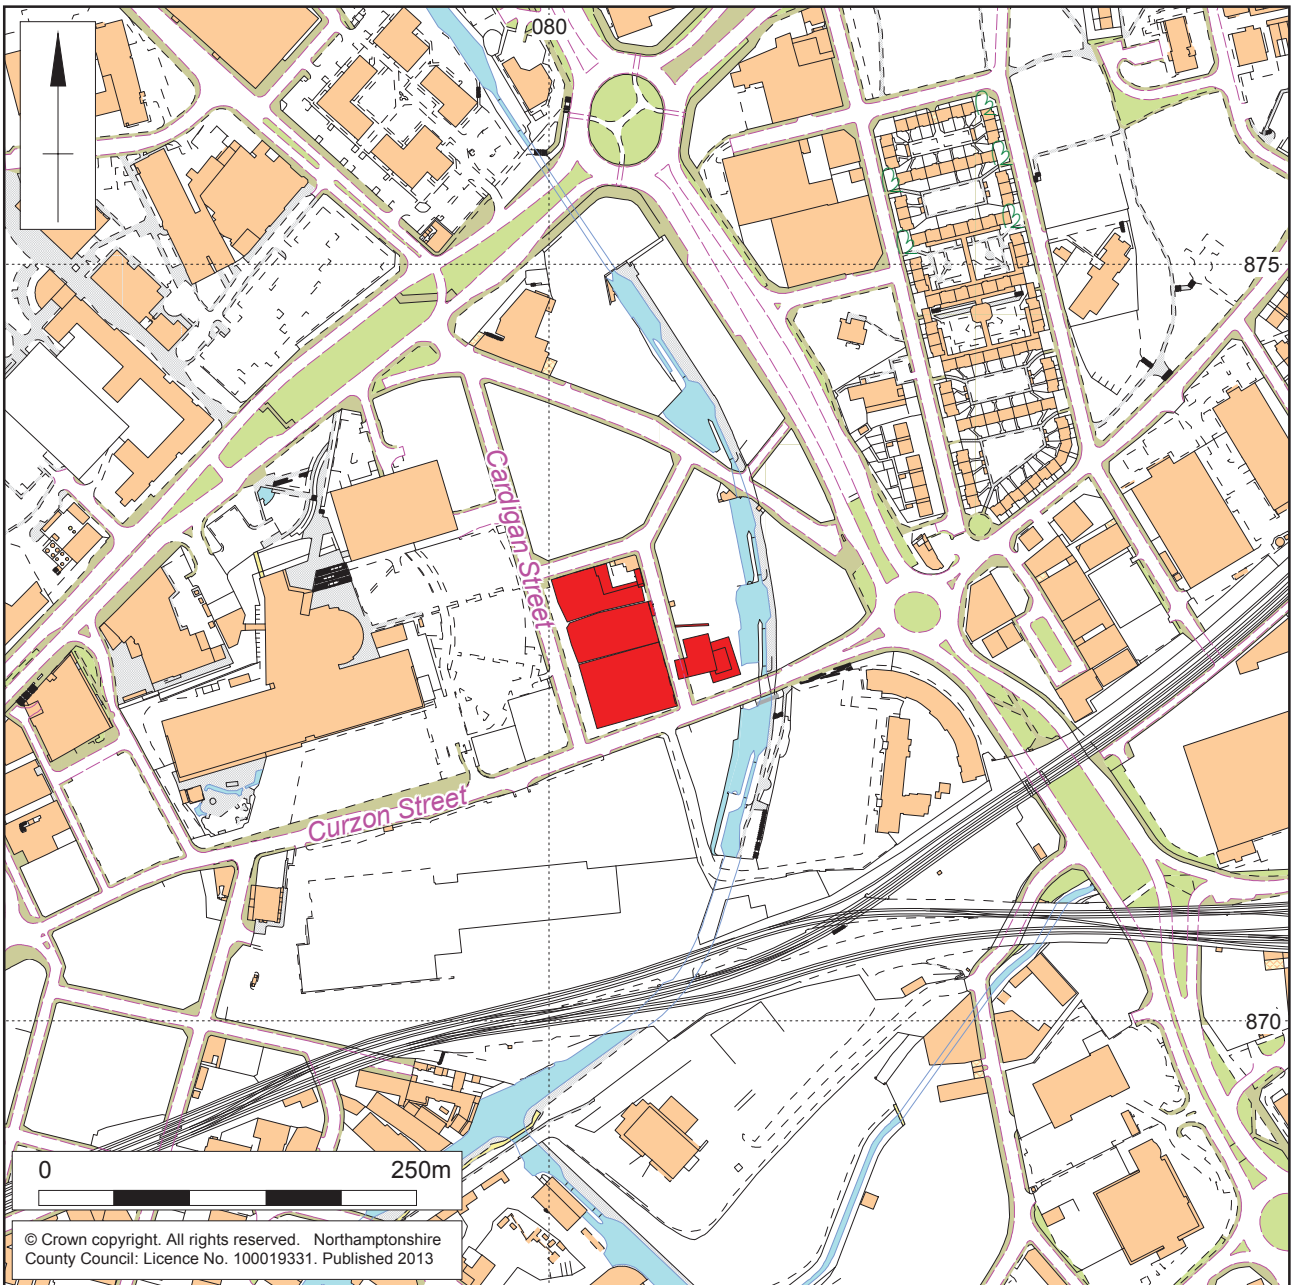 080
875
Cardigan Street
Curzon Street
870
0 250m
© Crown copyright. All rights reserved. Northamptonshire
County Council: Licence No. 100019331. Published 2013